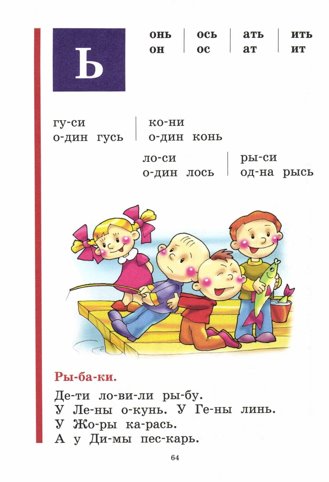 Ь
онь ось ать ить
он ос ат ит
гу-си ко-ни
о-дин гусь о-дин конь
ло-си ры-си
о-дин лось од-на рысь
Ры-ба-ки.
Де-ти ло-ви-ли ры-бу.
У Ле-ны о-кунь. У Ге-ны линь.
У Жо-ры ка-рась.
А у Ди-мы пес-карь.
64